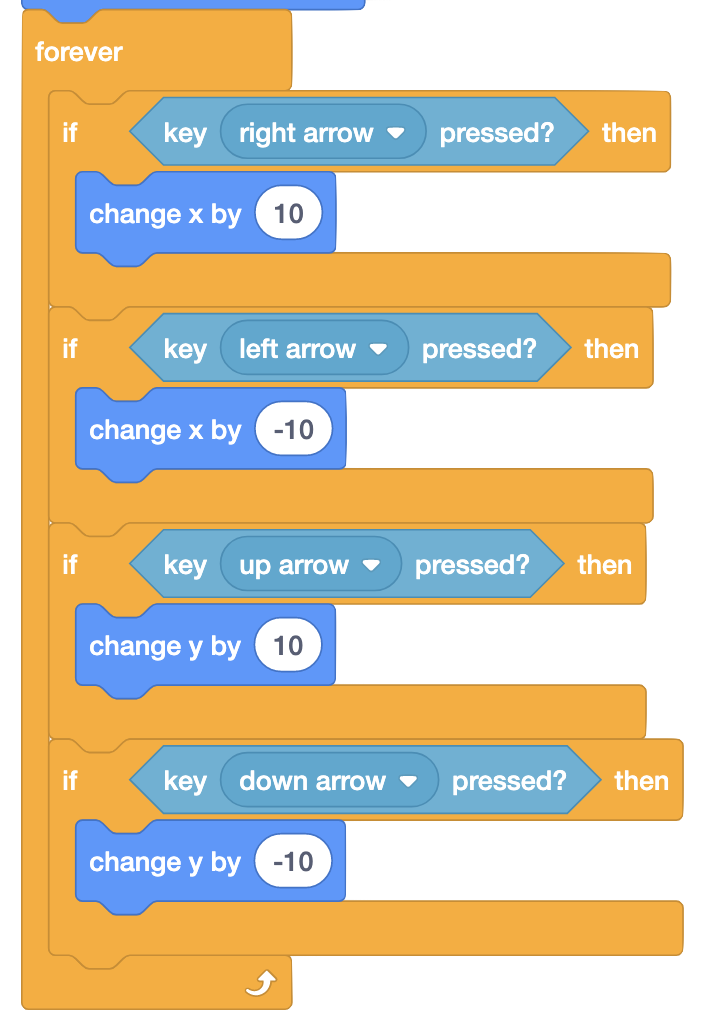 forever
if key right arrow pressed? then
change x by 10
if key left arrow pressed? then
change x by -10
if key up arrow pressed? then
change y by 10
if key down arrow pressed? then
change y by -10